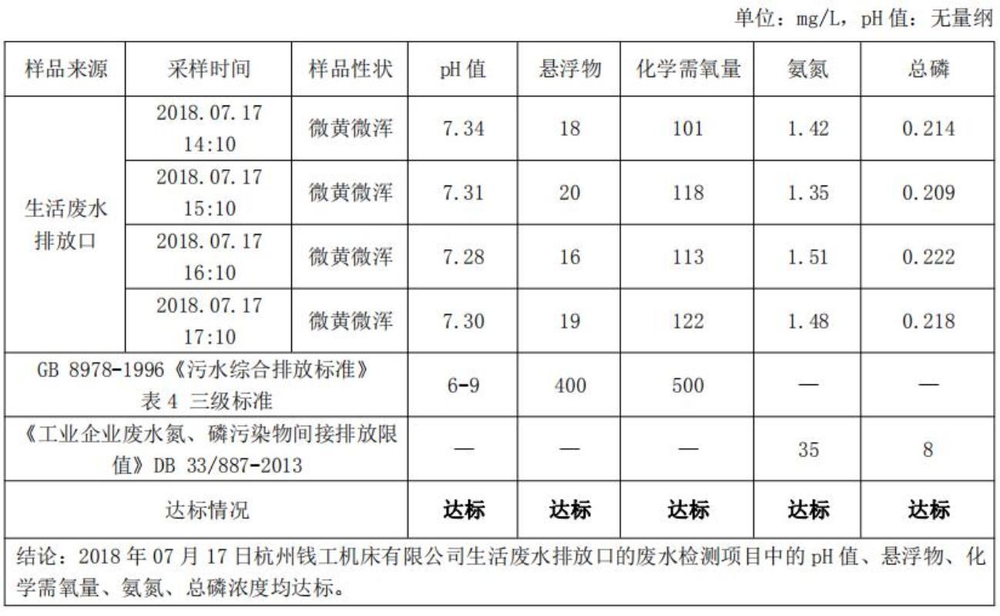 单位：mg/L，pH 值：无量纲
样品来源 采样时间 样品性状 pH 值 悬浮物 化学需氧量 氨氮 总磷
生活废水
排放口
2018.07.17
14:10
微黄微浑 7.34 18 101 1.42 0.214
2018.07.17
15:10
微黄微浑 7.31 20 118 1.35 0.209
2018.07.17
16:10
微黄微浑 7.28 16 113 1.51 0.222
2018.07.17
17:10
微黄微浑 7.30 19 122 1.48 0.218
GB 8978-1996《污水综合排放标准》
表4 三级标准
6-9 400 500 — —
《工业企业废水氮、磷污染物间接排放限
值》DB 33/887-2013
— — — 35 8
达标情况 达标 达标 达标 达标 达标
结论：2018 年 07 月 17 日杭州钱工机床有限公司生活废水排放口的废水检测项目中的 pH 值、悬浮物、化
学需氧量、氨氮、总磷浓度均达标。